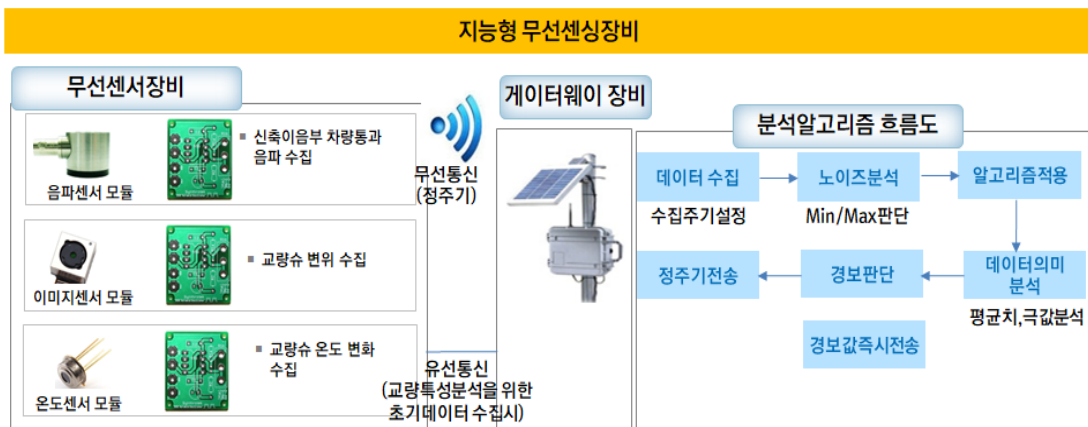 지능형 무선센싱장비
무선센서장비
▪ 신축이음부 차량통과
음파 수집
음파센서 모듈
▪ 교량슈 변위 수집
이미지센서 모듈
▪ 교량슈 온도 변화
수집
온도센서 모듈
무선통신
(정주기)
유선통신
(교량특성분석을 위한
초기데이터 수집시)
게이터웨이 장비
분석알고리즘 흐름도
데이터 수집
수집주기설정
노이즈분석
Min/Max판단
알고리즘적용
데이터의미
분석
평균치,극값분석
경보판단
정주기전송
경보값즉시전송